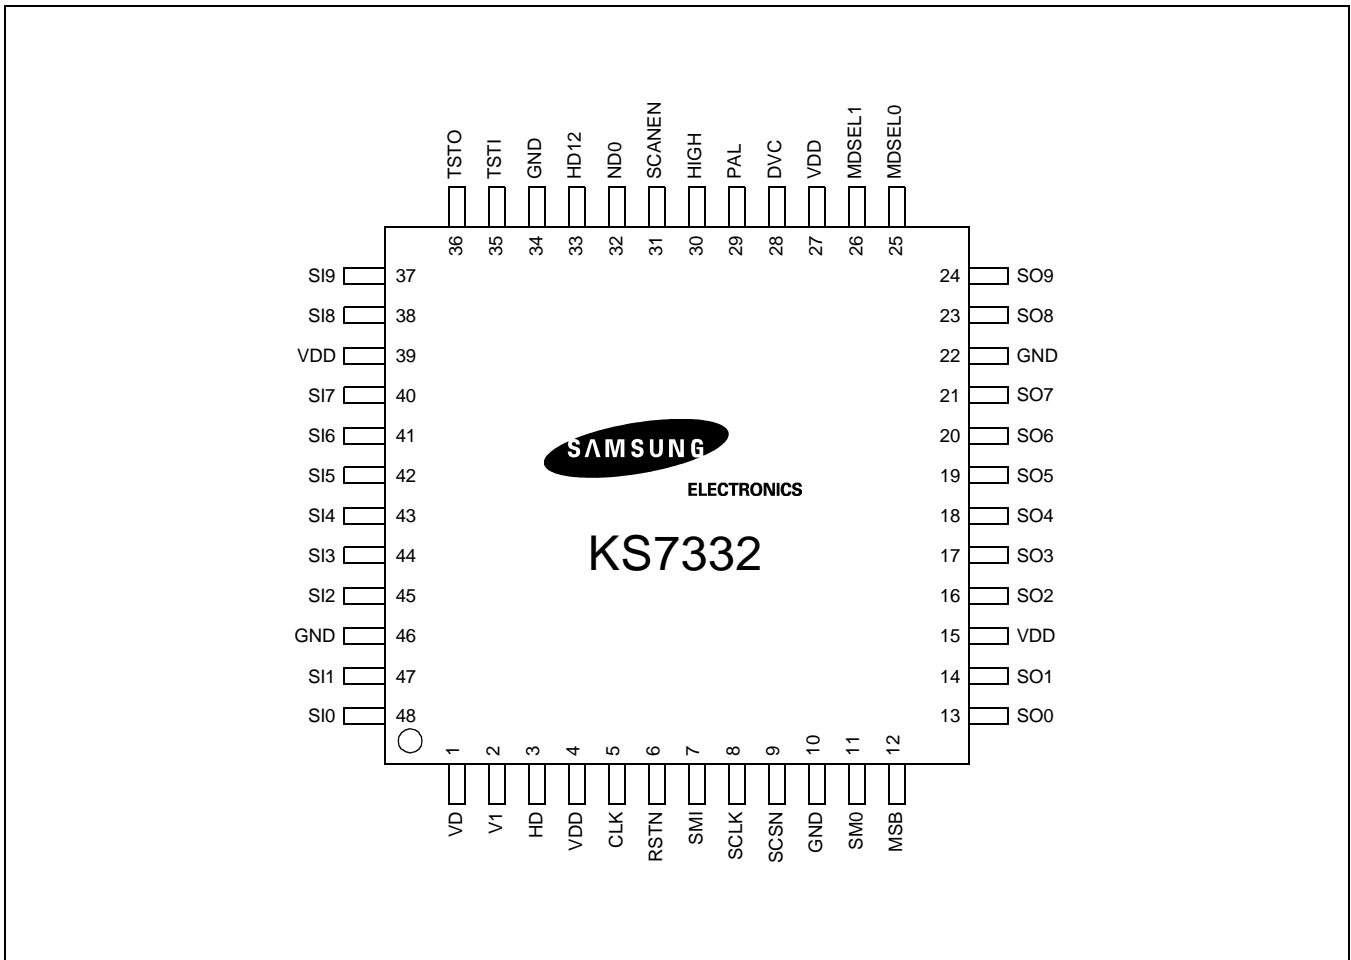 TSTO
TSTI
GND
HD12
ND0
SCANEN
HIGH
PAL
DVC
VDD
MDSEL1
MDSEL0
36 35 34 33 32 31 30 29 28 27 26 25
SI9 37 24 SO9
SI8 38 23 SO8
VDD 39 22 GND
SI7 40 21 SO7
SI6 41 20 SO6
SI5 42 19 SO5
SI4 43 18 SO4
SI3 44 17 SO3
SI2 45 16 SO2
GND 46 15 VDD
SI1 47 14 SO1
SI0 48 13 SO0
SAMSUNG
ELECTRONICS
KS7332
1 2 3 4 5 6 7 8 9 10 11 12
VD
V1
HD
VDD
CLK
RSTN
SMI
SCLK
SCSN
GND
SM0
MSB